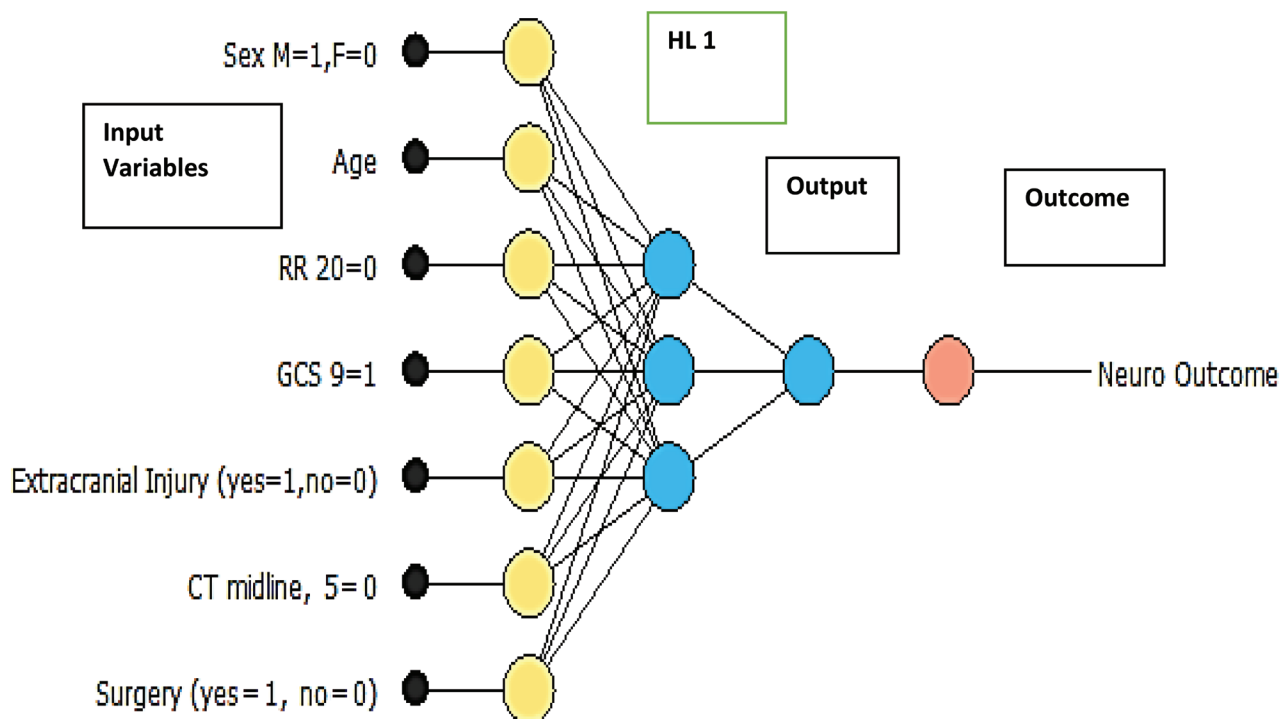 HL 1
Sex M=1,F=0
Input
Variables
Age
Output
Outcome
RR 20=0
GCS 9=1
Neuro Outcome
Extracranial Injury (yes=1,no=0)
CT midline, 5=0
Surgery (yes=1, no=0)